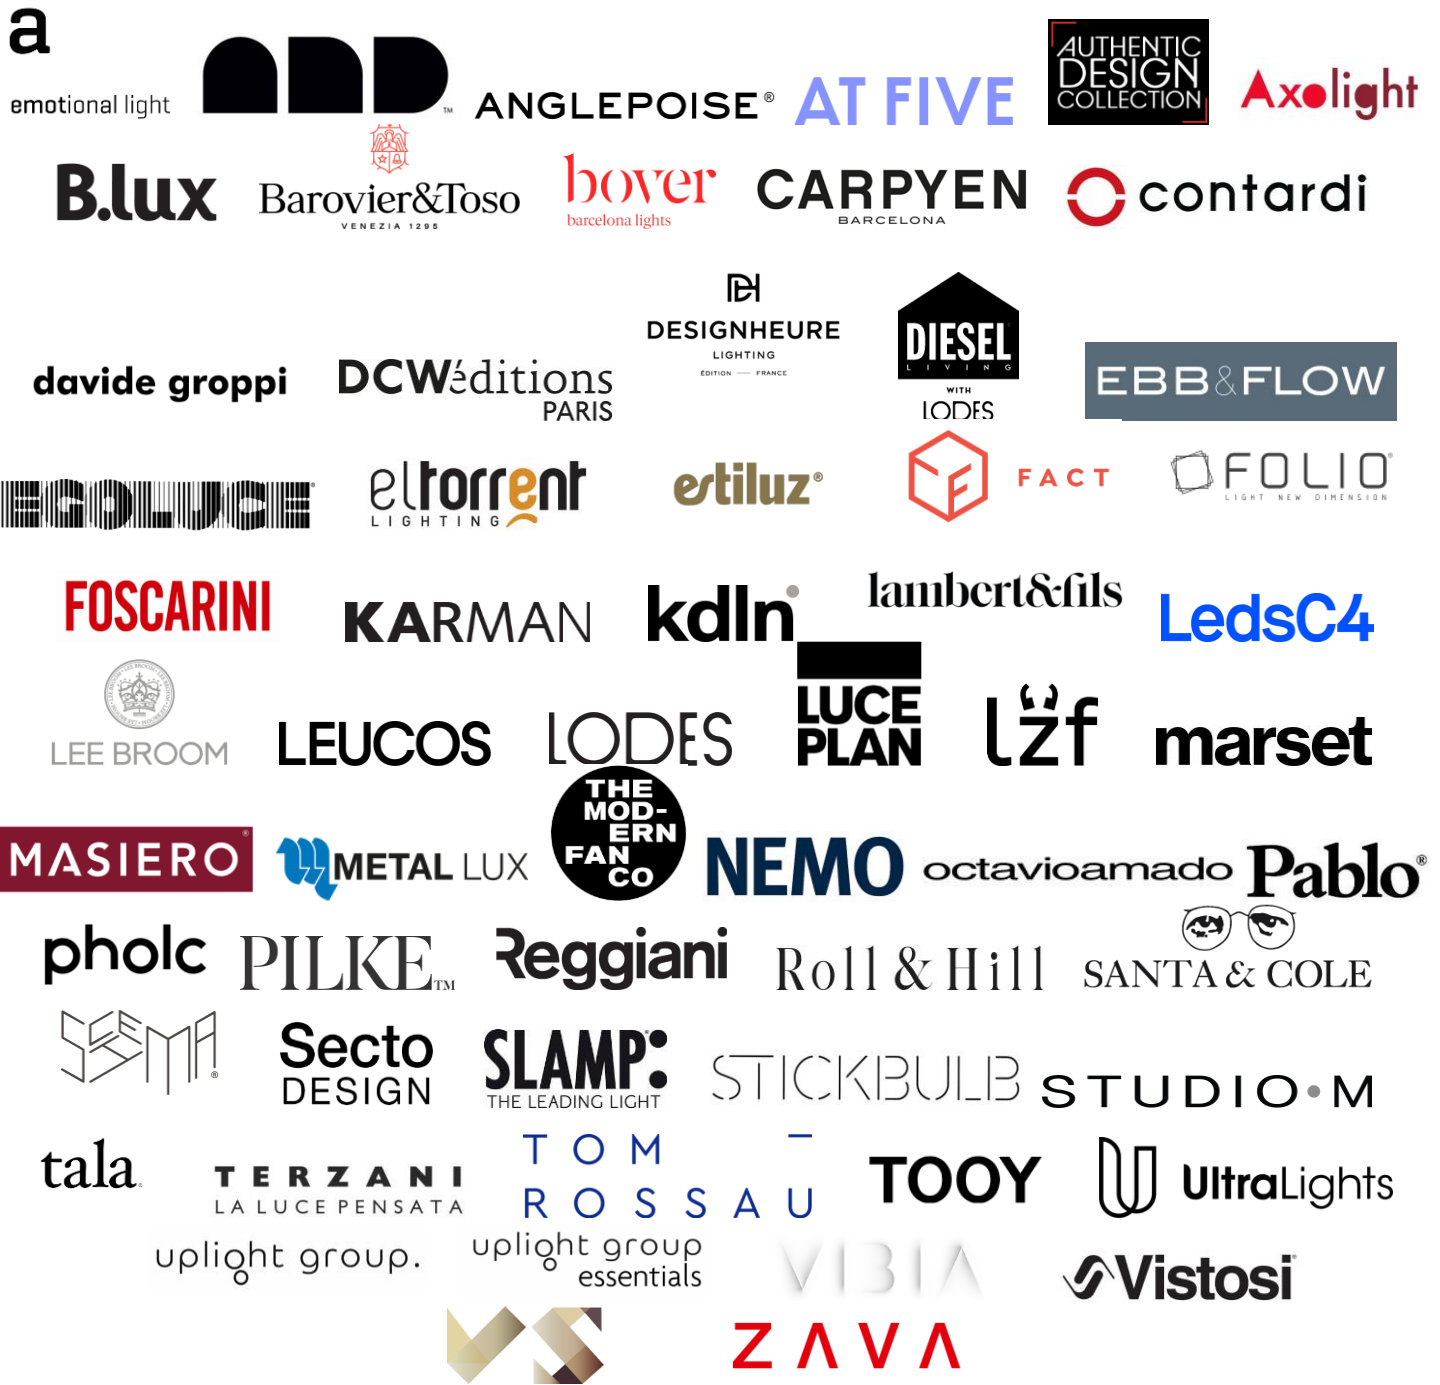 a
emotional light
ANGLEPOISE®
AT FIVE
AUTHENTIC
DESIGN
COLLECTION
Axolight
B.lux
Barovier&Toso
VENEZIA 1295
bover
barcelona lights
CARPYEN
BARCELONA
contardi
davide groppi
DCWéditions
PARIS
DH
DESIGNHEURE
LIGHTING
ÉDITION — FRANCE
DIESEL
LIVING
WITH
LODES
EBB&FLOW
EGOLUCE®
eltorrent
LIGHTING
estiluz®
FACT
FOLIO®
LIGHT NEW DIMENSION
FOSCARINI
KARMAN
kdln
lambert&fils
LedsC4
LEE BROOM
LEUCOS
LODES
LUCE
PLAN
lzf
marset
MASIERO®
METAL LUX
THE
MOD-
ERN
FAN
CO
NEMO
octavioamado
Pablo®
pholc
PILKE™
Reggiani
Roll & Hill
SANTA & COLE
SCHEMA®
Secto
DESIGN
SLAMP:
THE LEADING LIGHT
STICKBULB
STUDIO•M
tala
TERZANI
LA LUCE PENSATA
TOM
ROSSAU
TOOY
UltraLights
uplight group.
uplight group
essentials
VIBIA
Vistosi®
VS
ZAVA